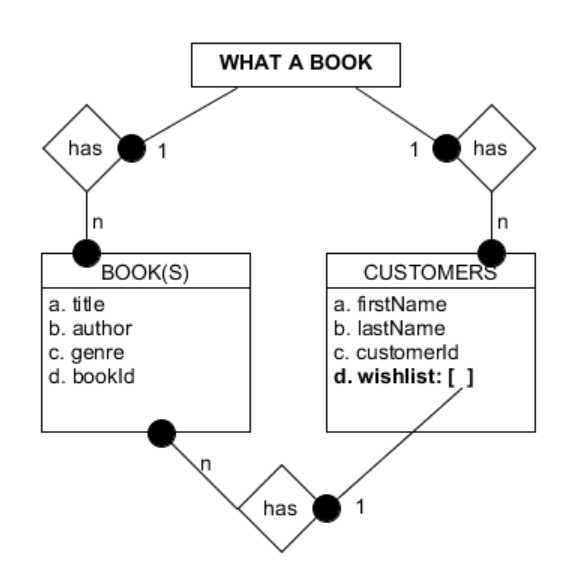 WHAT A BOOK
has
1
1
has
n
n
BOOK(S)
a. title
b. author
c. genre
d. bookId
CUSTOMERS
a. firstName
b. lastName
c. customerId
d. wishlist: [ ]
n
has
1